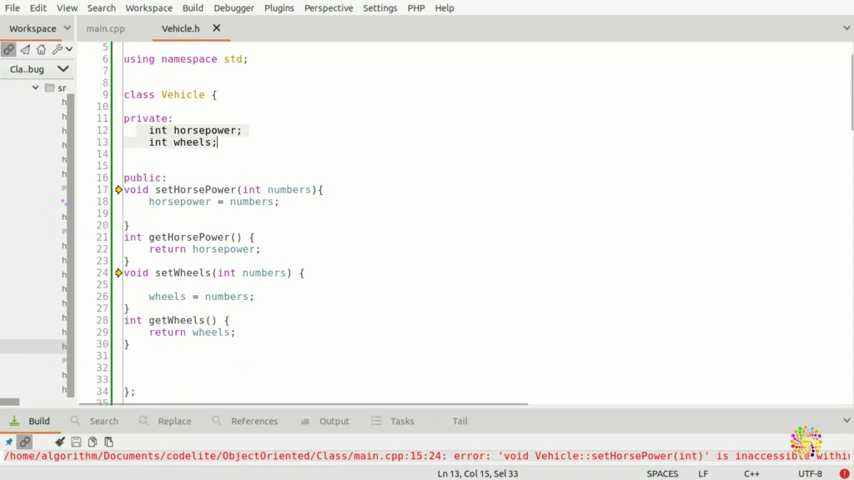 File Edit View Search Workspace Build Debugger Plugins Perspective Settings PHP Help
Workspace main.cpp Vehicle.h
Cla..bug
sr
5
6 using namespace std;
7
8
9 class Vehicle {
10
11 private:
12 int horsepower;
13 int wheels;
14
15
16 public:
17 void setHorsePower(int numbers){
18 horsepower = numbers;
19
20 }
21 int getHorsePower() {
22 return horsepower;
23 }
24 void setWheels(int numbers) {
25
26 wheels = numbers;
27 }
28 int getWheels() {
29 return wheels;
30 }
31
32
33
34 };
Build Search Replace References Output Tasks Tail
/home/algorithm/Documents/codelite/ObjectOriented/Class/main.cpp:15:24: error: 'void Vehicle::setHorsePower(int)' is inaccessible within
Ln 13, Col 15, Sel 33 SPACES LF C++ UTF-8